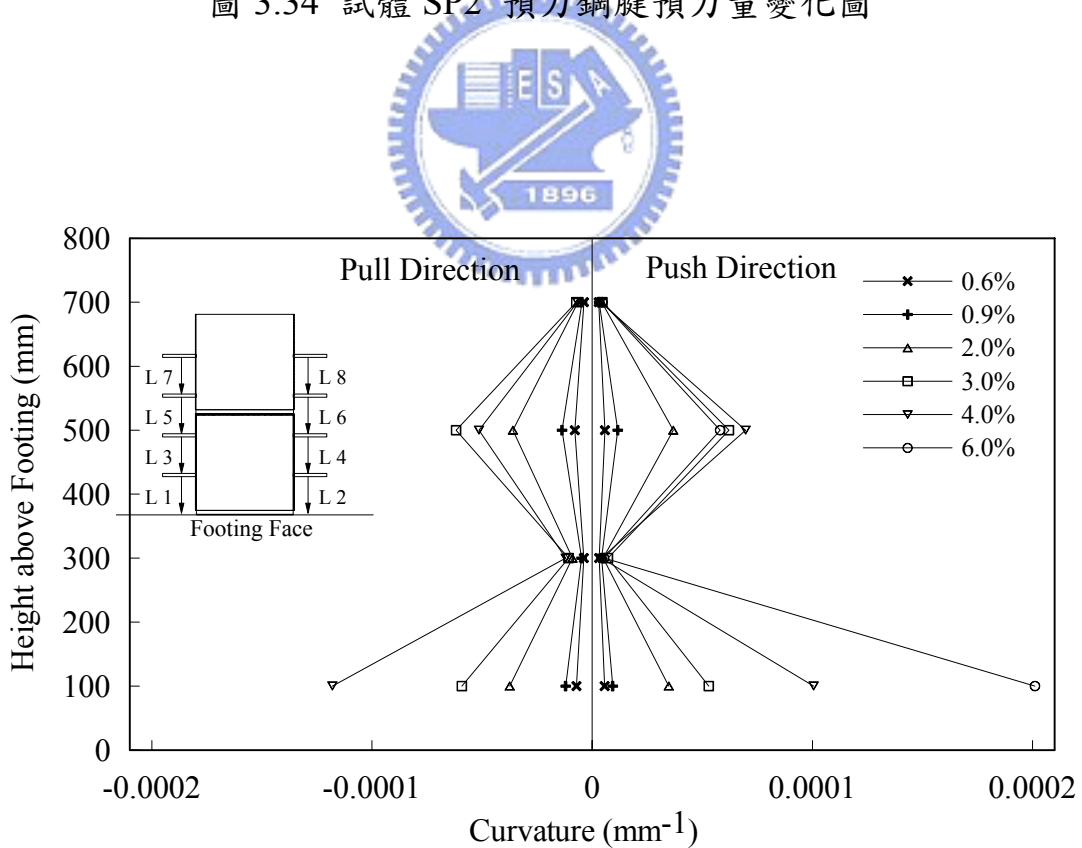 圖 3.34 試體 SP2 預力鋼腱預力量變化圖
E S A
1896
800
700
600
500
400
300
200
100
0
Height above Footing (mm)
Pull Direction
Push Direction
0.6%
0.9%
2.0%
3.0%
4.0%
6.0%
L 7
L 8
L 5
L 6
L 3
L 4
L 1
L 2
Footing Face
-0.0002
-0.0001
0
0.0001
0.0002
Curvature (mm-1)